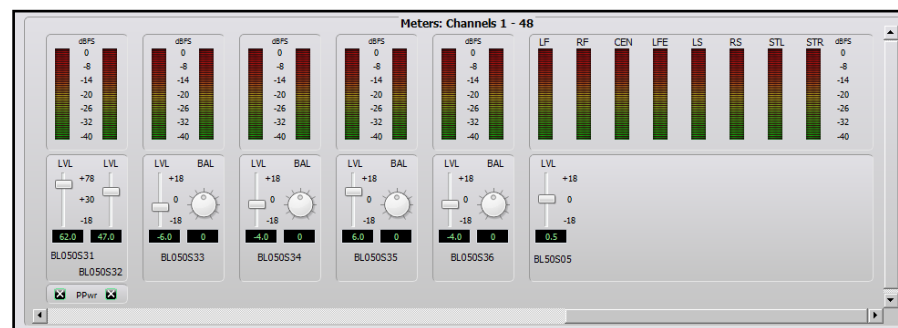 Meters: Channels 1 - 48
dBFS dBFS dBFS dBFS dBFS LF RF CEN LFE LS RS STL STR dBFS
0 0 0 0 0 0
-8 -8 -8 -8 -8 -8
-14 -14 -14 -14 -14 -14
-20 -20 -20 -20 -20 -20
-26 -26 -26 -26 -26 -26
-32 -32 -32 -32 -32 -32
-40 -40 -40 -40 -40 -40
LVL LVL LVL BAL LVL BAL LVL BAL LVL BAL LVL
+78 +18 +18 +18 +18 +18
+30 0 0 0 0 0
-18 -18 -18 -18 -18 -18
62.0 47.0 -6.0 0 -4.0 0 6.0 0 -4.0 0 0.5
BL050S31 BL050S33 BL050S34 BL050S35 BL050S36 BL50S05
BL050S32
PPwr